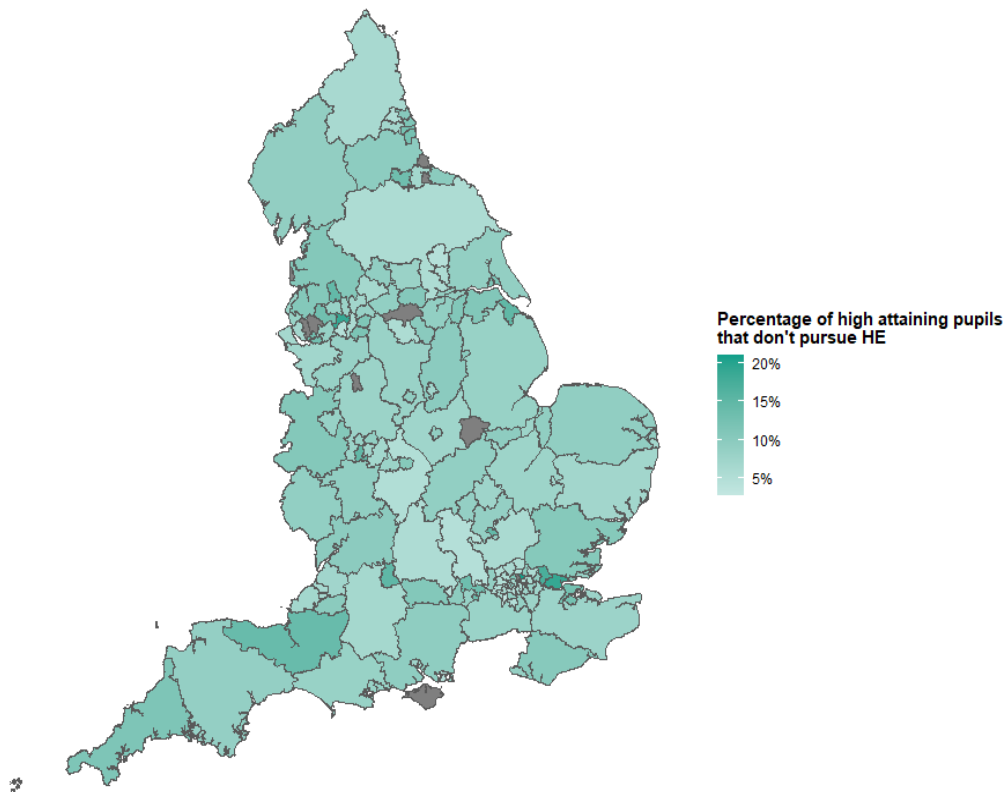 Percentage of high attaining pupils
that don't pursue HE
20%
15%
10%
5%